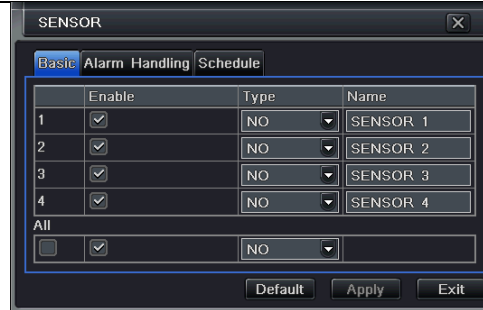 SENSOR
Basic Alarm Handling Schedule
Enable Type Name
1 NO SENSOR 1
2 NO SENSOR 2
3 NO SENSOR 3
4 NO SENSOR 4
All
NO
Default Apply Exit